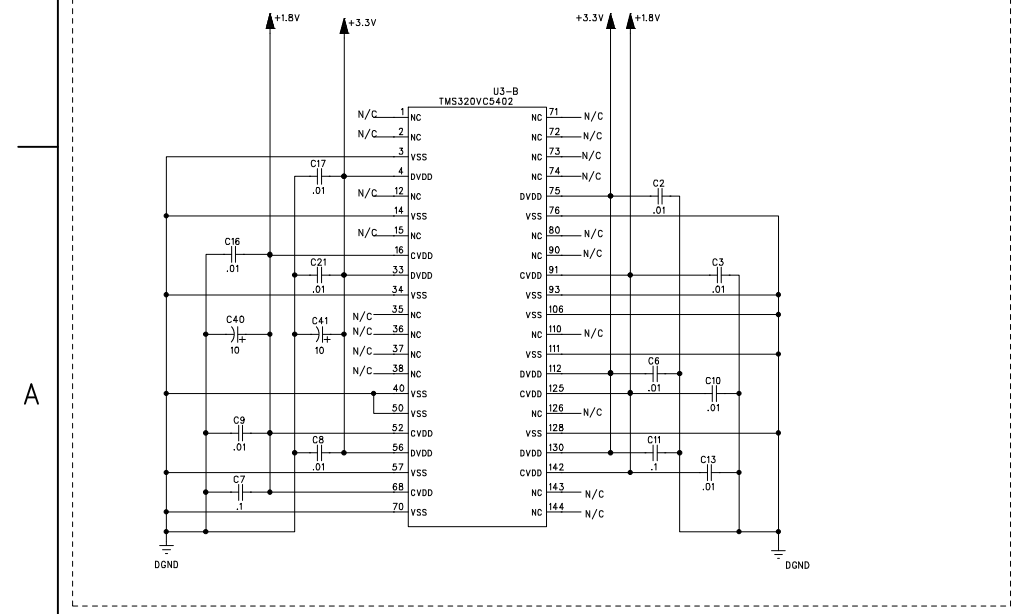 +1.8V
+3.3V
+3.3V
+1.8V
U3-B
TMS320VC5402
N/C 1 NC
N/C 2 NC
3 VSS
C17
.01
4 DVDD
N/C 12 NC
14 VSS
N/C 15 NC
C16
.01
16 CVDD
C21
.01
33 DVDD
34 VSS
N/C 35 NC
N/C 36 NC
C40
10
C41
10
N/C 37 NC
N/C 38 NC
40 VSS
50 VSS
C9
.01
52 CVDD
C8
.01
56 DVDD
57 VSS
C7
.1
68 CVDD
70 VSS
NC 71 N/C
NC 72 N/C
NC 73 N/C
NC 74 N/C
DVDD 75
C2
.01
VSS 76
NC 80 N/C
NC 90 N/C
CVDD 91
C3
.01
VSS 93
VSS 106
NC 110 N/C
VSS 111
DVDD 112
C6
.01
CVDD 125
C10
.01
NC 126 N/C
VSS 128
DVDD 130
C11
.1
CVDD 142
C13
.01
NC 143 N/C
NC 144 N/C
DGND
DGND
A